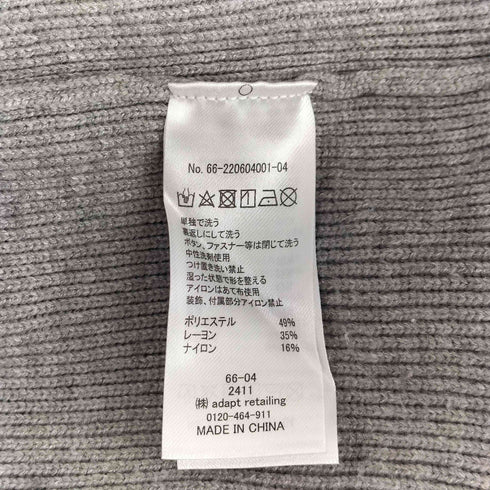 No. 66-220604001-04
単独で洗う
裏返しにして洗う
ボタン、ファスナー等は閉じて洗う
中性洗剤使用
つけ置き洗い禁止
湿った状態で形を整える
アイロンはあて布使用
装飾、付属部分アイロン禁止
ポリエステル 49%
レーヨン 35%
ナイロン 16%
66-04
2411
㈱ adapt retailing
0120-464-911
MADE IN CHINA